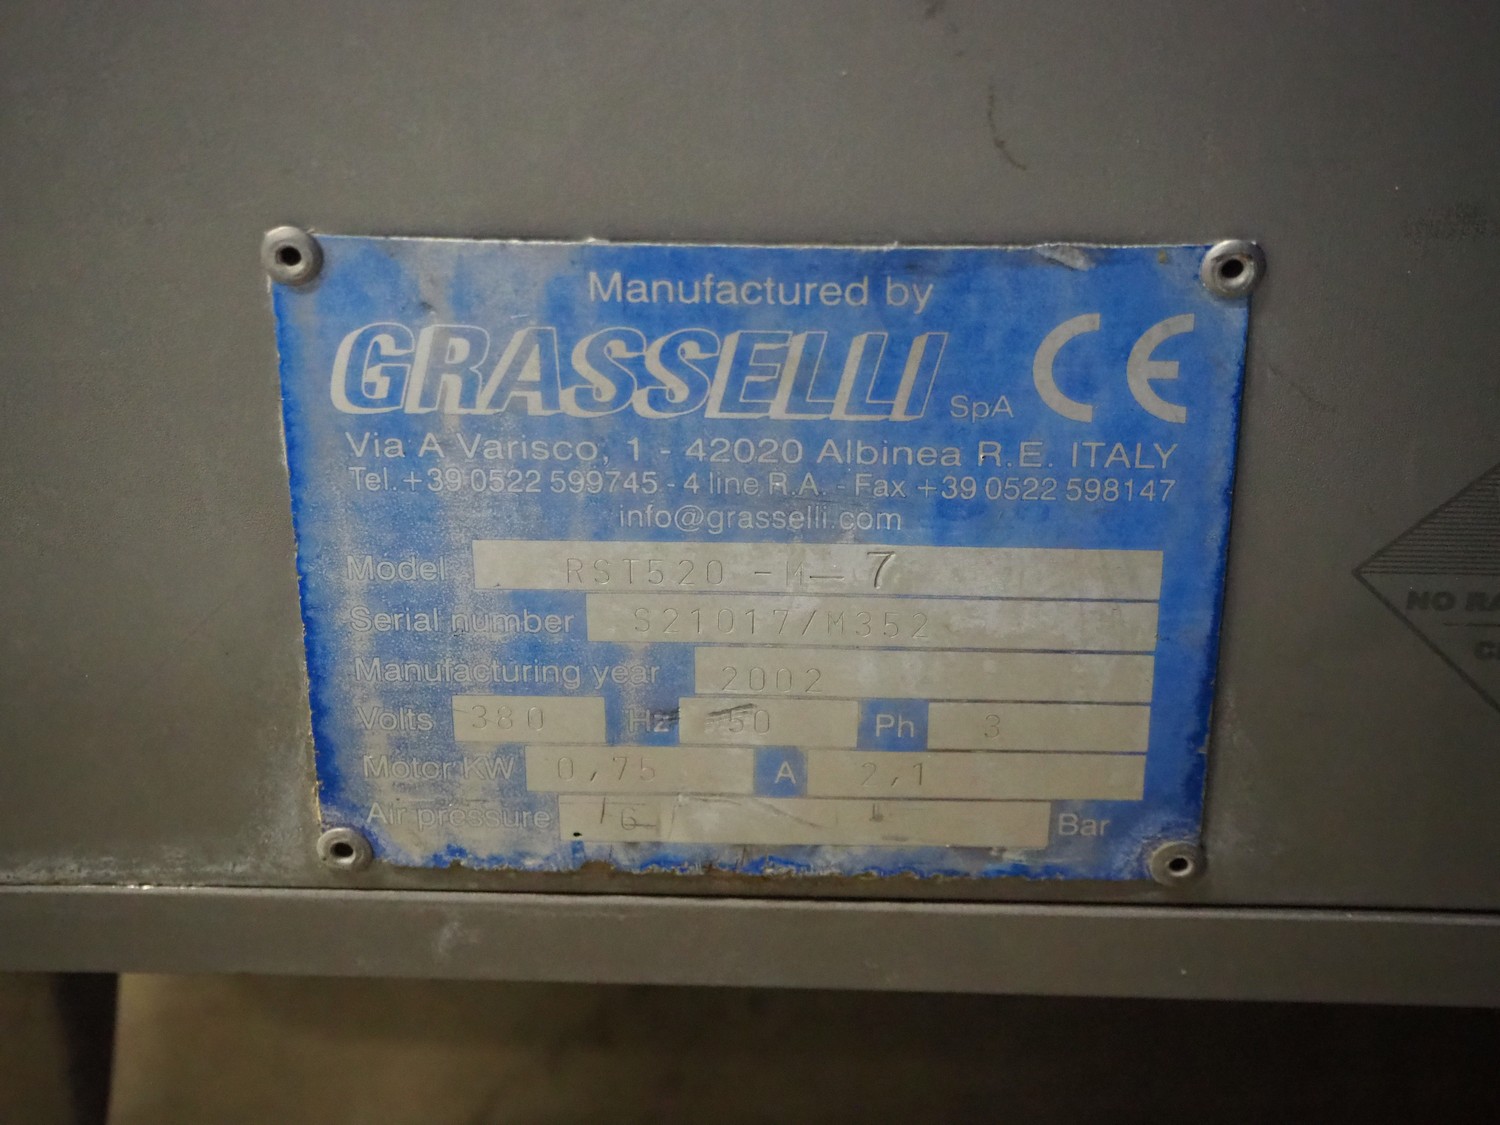 Manufactured by
GRASSELLI SpA CE
Via A Varisco, 1 - 42020 Albinea R.E. ITALY
Tel.+39 0522 599745 - 4 line R.A. - Fax +39 0522 598147
info@grasselli.com
Model RST520 -M- 7
Serial number S21017/M352
Manufacturing year 2002
Volts 380 Hz 50 Ph 3
Motor KW 0,75 A 2,1
Air pressure 6 Bar
NO